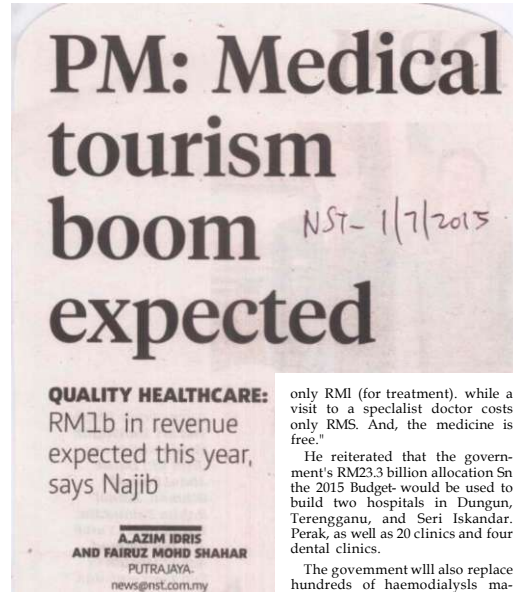 PM: Medical
tourism
boom
expected
NST- 1/7/2015
QUALITY HEALTHCARE:
RM1b in revenue
expected this year,
says Najib
A.AZIM IDRIS
AND FAIRUZ MOHD SHAHAR
PUTRAJAYA
news@nst.com.my
only RMl (for treatment). while a
visit to a speclalist doctor costs
only RMS. And, the medicine is
free."
He reiterated that the govern-
ment's RM23.3 billion allocation Sn
the 2015 Budget- would be used to
build two hospitals in Dungun,
Terengganu, and Seri Iskandar.
Perak, as well as 20 clinics and four
dental clinics.
The govemment wlll also replace
hundreds of haemodialysls ma-